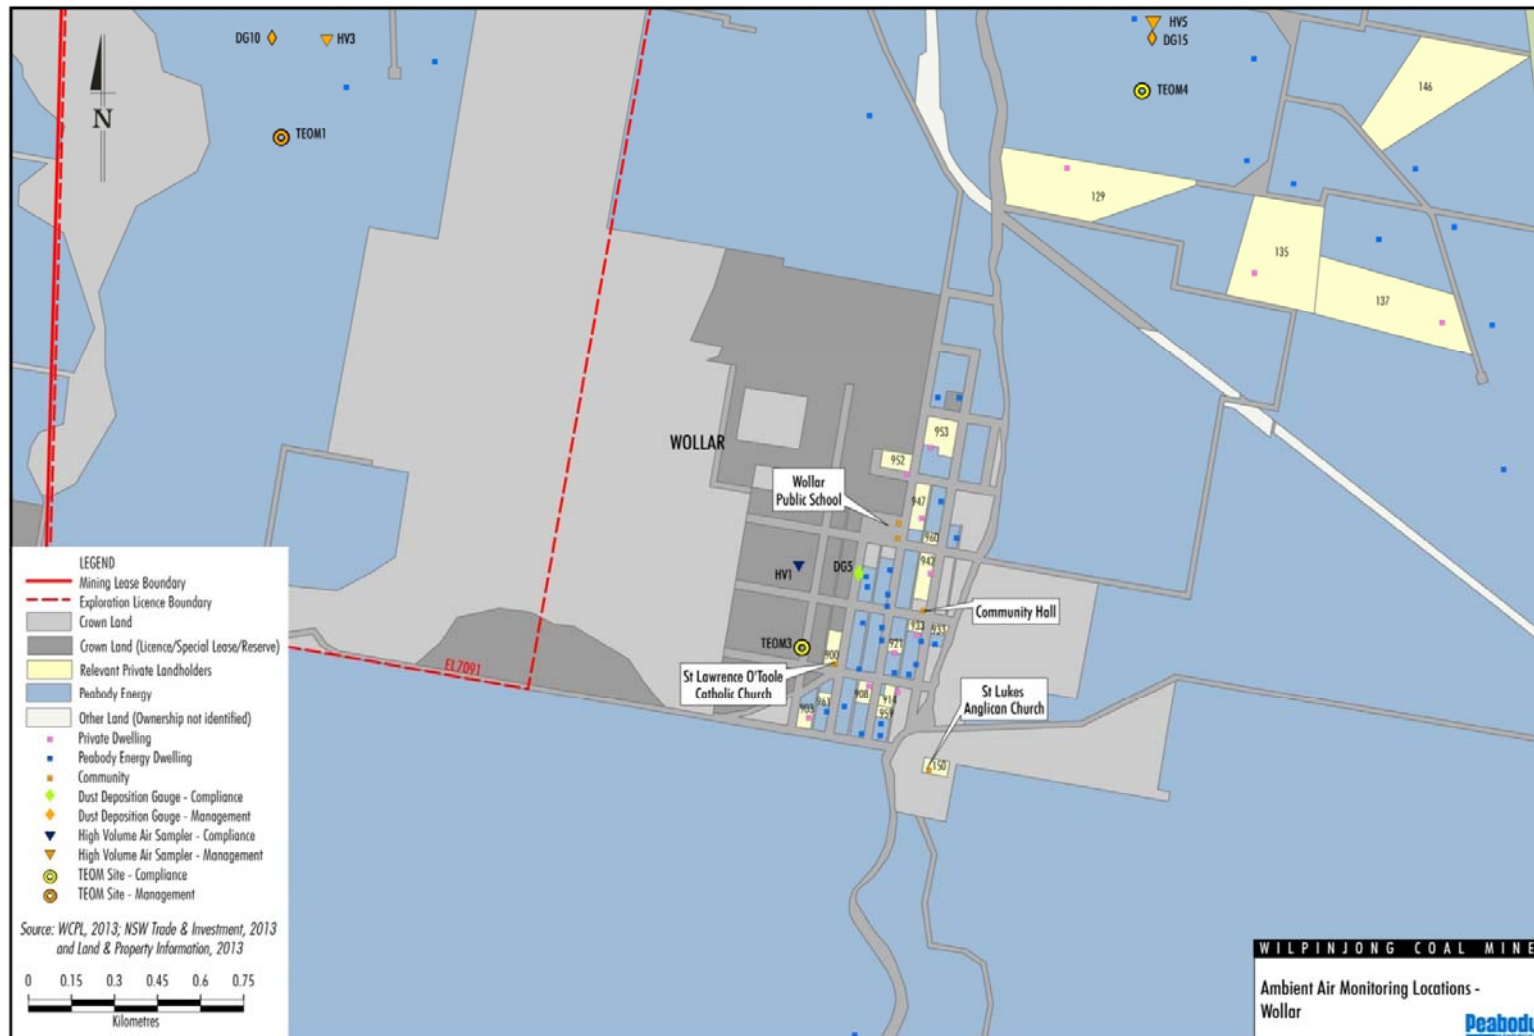 DG10
HV3
HV5
DG15
N
TEOM1
TEOM4
146
129
135
137
WOLLAR
953
952
Wollar
Public School
947
960
942
HV1
DG5
Community Hall
933
TEOM3
900
921
St Lawrence O'Toole
Catholic Church
EL7091
St Lukes
Anglican Church
903
961
908
914
959
150
LEGEND
Mining Lease Boundary
Exploration Licence Boundary
Crown Land
Crown Land (Licence/Special Lease/Reserve)
Relevant Private Landholders
Peabody Energy
Other Land (Ownership not identified)
Private Dwelling
Peabody Energy Dwelling
Community
Dust Deposition Gauge - Compliance
Dust Deposition Gauge - Management
High Volume Air Sampler - Compliance
High Volume Air Sampler - Management
TEOM Site - Compliance
TEOM Site - Management
Source: WCPL, 2013; NSW Trade & Investment, 2013
and Land & Property Information, 2013
0 0.15 0.3 0.45 0.6 0.75
Kilometres
WILPINJONG COAL MINE
Ambient Air Monitoring Locations -
Wollar
Peabody